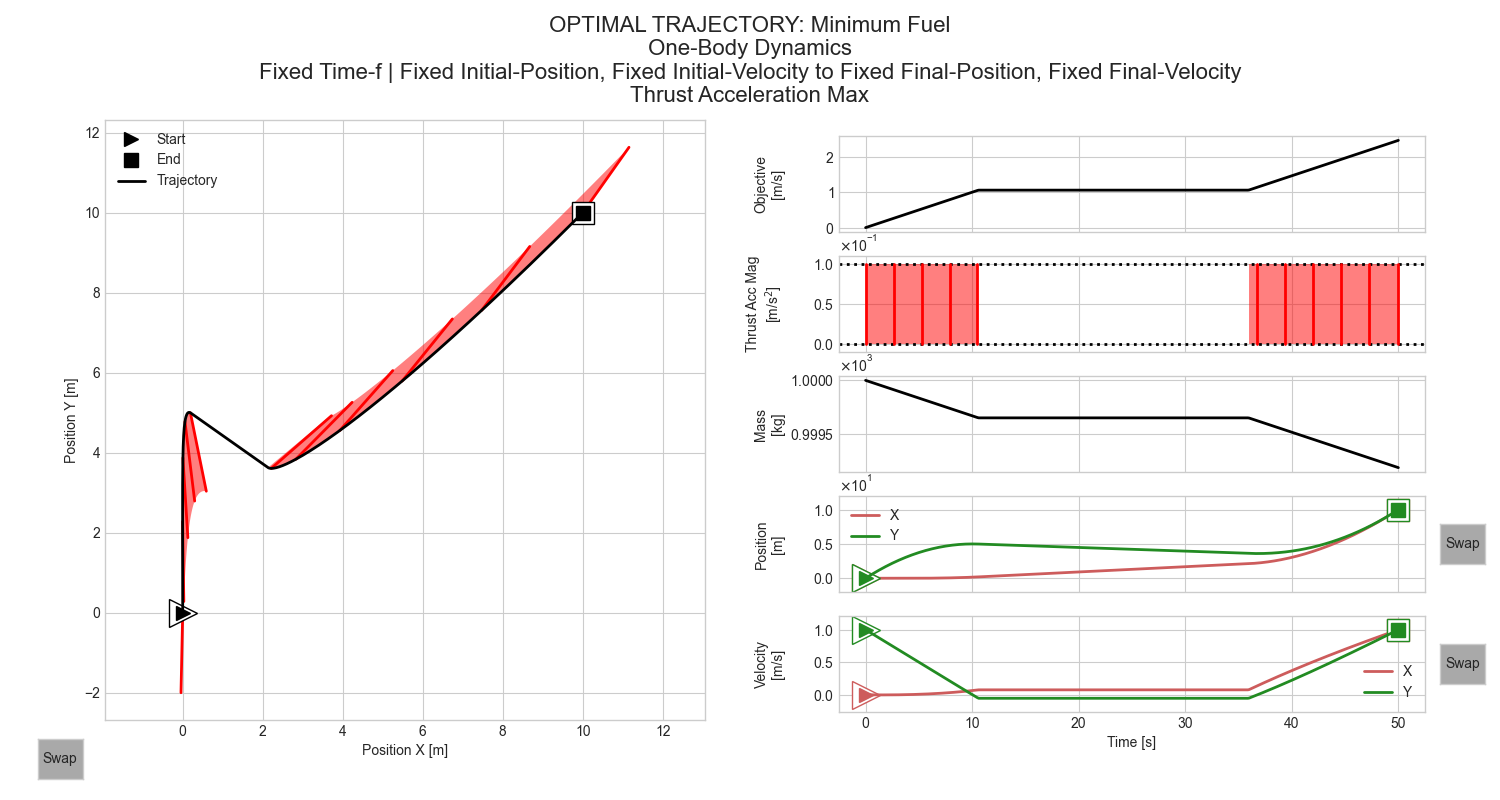 OPTIMAL TRAJECTORY: Minimum Fuel
One-Body Dynamics
Fixed Time-f | Fixed Initial-Position, Fixed Initial-Velocity to Fixed Final-Position, Fixed Final-Velocity
Thrust Acceleration Max
Start
End
Trajectory
12
10
8
6
4
2
0
−2
Position Y [m]
0 2 4 6 8 10 12
Position X [m]
Swap
Objective
[m/s]
2
1
0
×10⁻¹
Thrust Acc Mag
[m/s²]
1.0
0.5
0.0
×10³
Mass
[kg]
1.0000
0.9995
×10¹
Position
[m]
1.0
0.5
0.0
X
Y
Swap
Velocity
[m/s]
1.0
0.5
0.0
X
Y
Swap
0 10 20 30 40 50
Time [s]